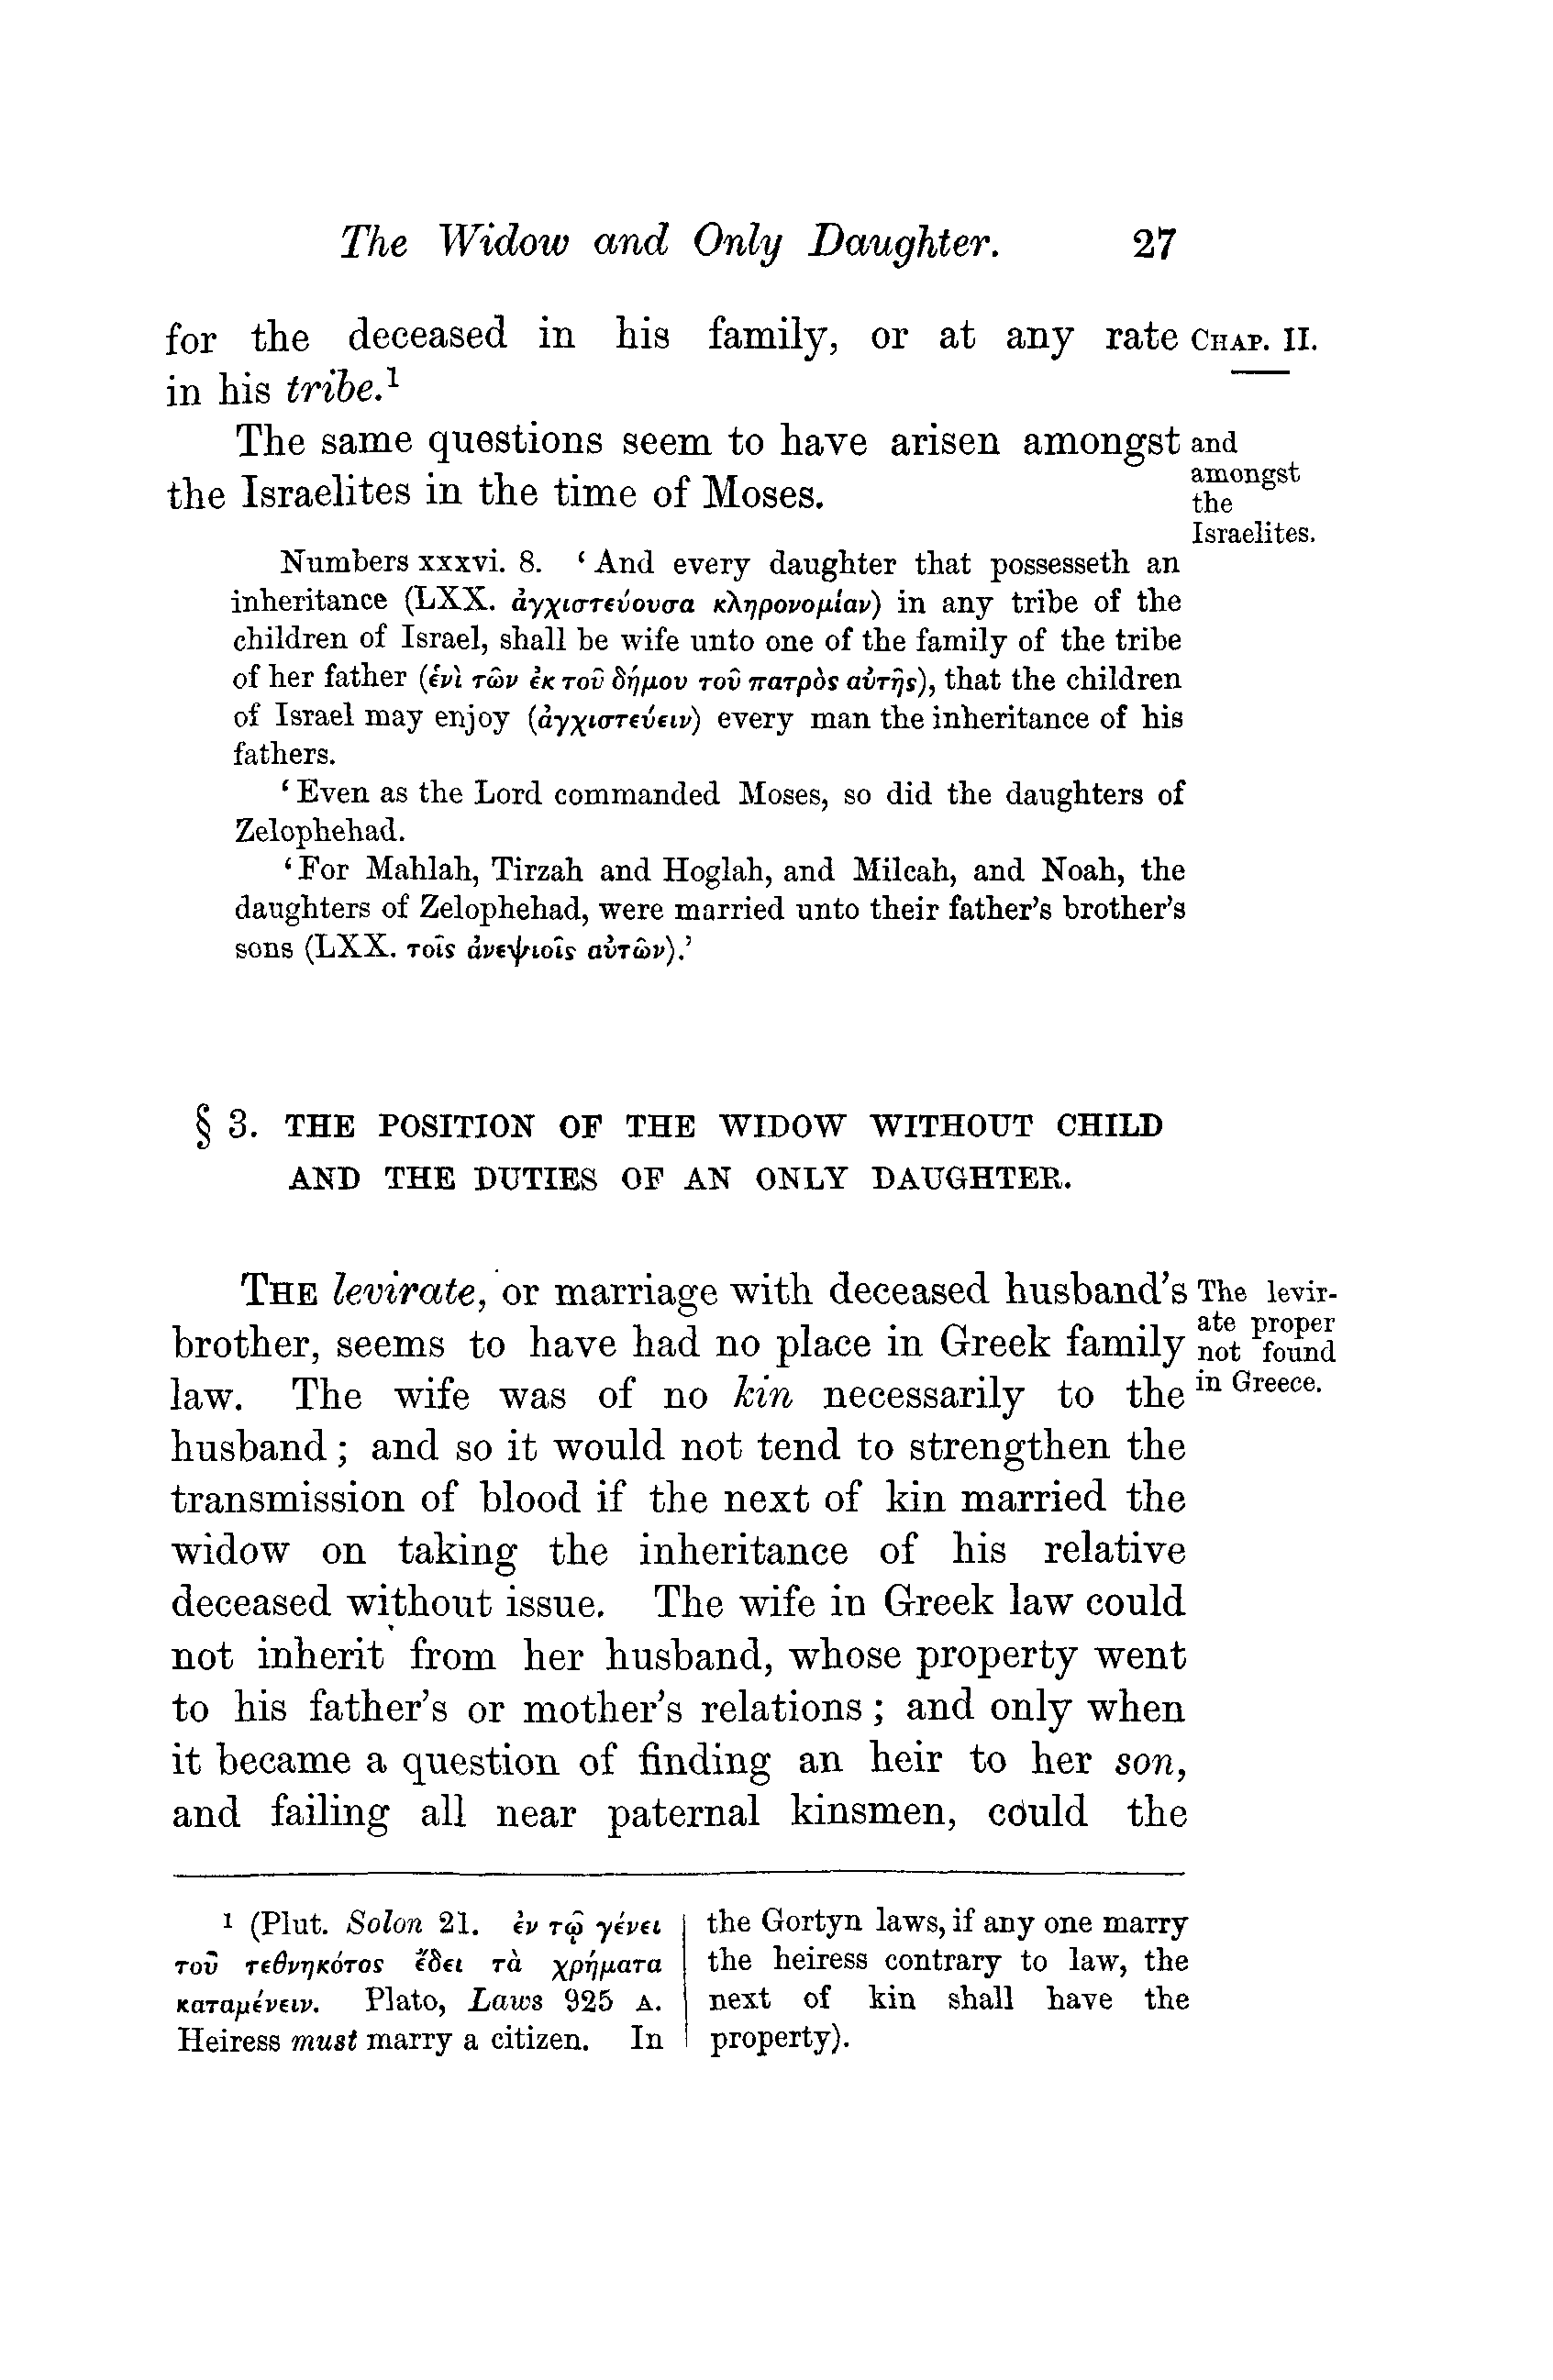 The Widow and Only Daughter. 27
for the deceased in his family, or at any rate
in his tribe.¹
CHAP. II.
The same questions seem to have arisen amongst
the Israelites in the time of Moses.
and
amongst
the
Israelites.
Numbers xxxvi. 8. ‘And every daughter that possesseth an
inheritance (LXX. ἀγχιστεύουσα κληρονομίαν) in any tribe of the
children of Israel, shall be wife unto one of the family of the tribe
of her father (ἑνὶ τῶν ἐκ τοῦ δήμου τοῦ πατρὸς αὐτῆς), that the children
of Israel may enjoy (ἀγχιστεύειν) every man the inheritance of his
fathers.
‘Even as the Lord commanded Moses, so did the daughters of
Zelophehad.
‘For Mahlah, Tirzah and Hoglah, and Milcah, and Noah, the
daughters of Zelophehad, were married unto their father’s brother’s
sons (LXX. τοῖς ἀνεψιοῖς αὐτῶν).’
§ 3. THE POSITION OF THE WIDOW WITHOUT CHILD
AND THE DUTIES OF AN ONLY DAUGHTER.
THE levirate, or marriage with deceased husband’s
brother, seems to have had no place in Greek family
law. The wife was of no kin necessarily to the
The levir-
ate proper
not found
in Greece.
husband; and so it would not tend to strengthen the
transmission of blood if the next of kin married the
widow on taking the inheritance of his relative
deceased without issue. The wife in Greek law could
not inherit from her husband, whose property went
to his father’s or mother’s relations; and only when
it became a question of finding an heir to her son,
and failing all near paternal kinsmen, could the
¹ (Plut. Solon 21. ἐν τῷ γένει
τοῦ τεθνηκότος ἔδει τὰ χρήματα
καταμένειν. Plato, Laws 925 A.
Heiress must marry a citizen. In
the Gortyn laws, if any one marry
the heiress contrary to law, the
next of kin shall have the
property).